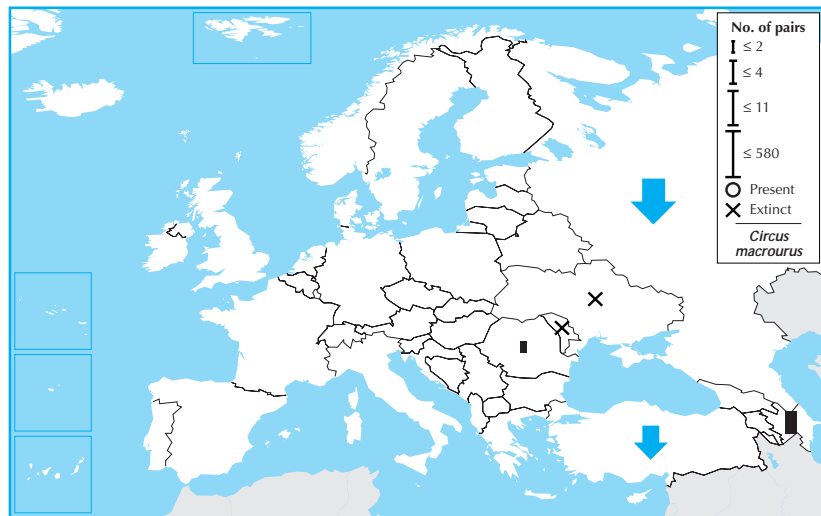 No. of pairs
≤ 2
≤ 4
≤ 11
≤ 580
Present
Extinct
Circus
macrourus